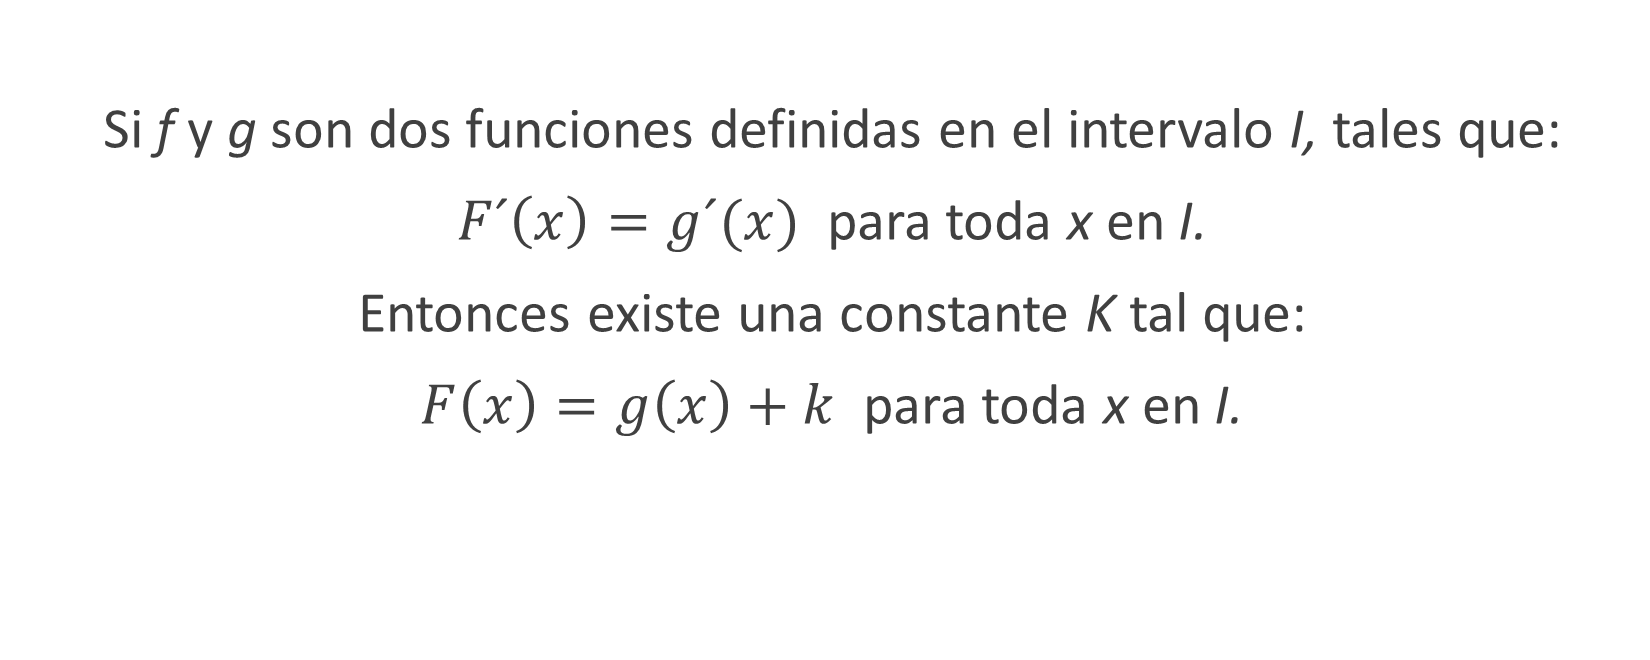 Si f y g son dos funciones definidas en el intervalo I, tales que:
F´(x) = g´(x) para toda x en I.
Entonces existe una constante K tal que:
F(x) = g(x) + k para toda x en I.